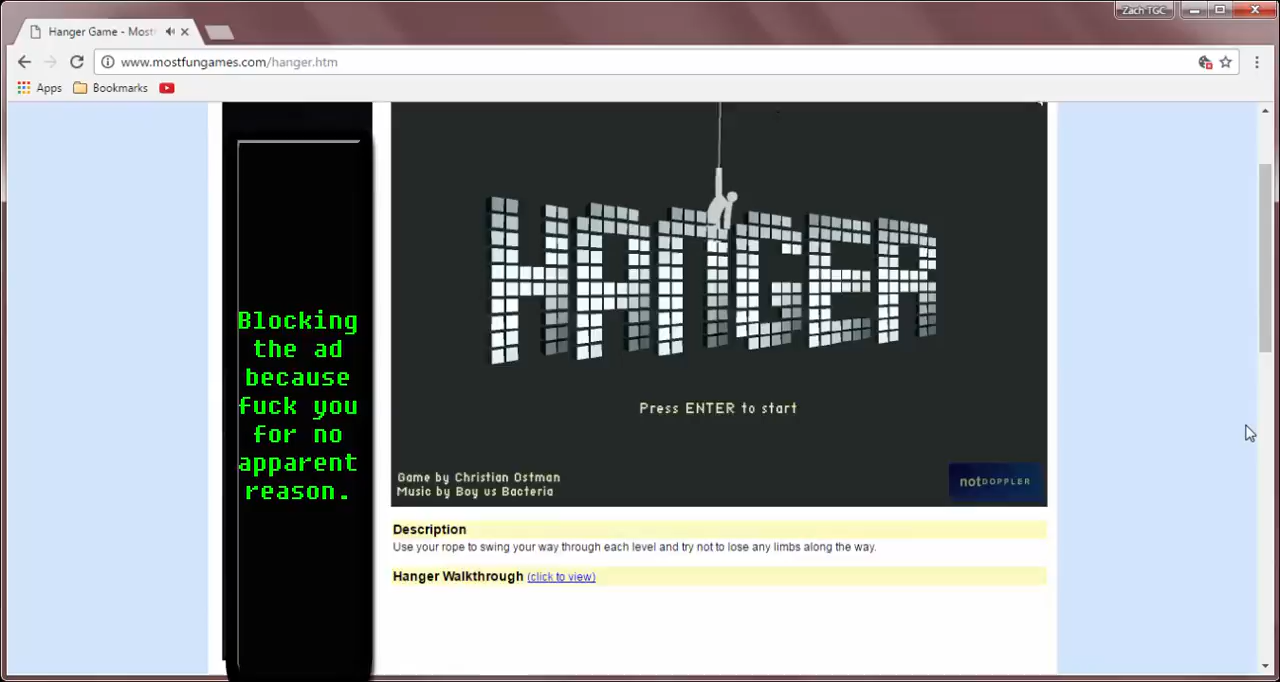 Zach TGC
Hanger Game - Most
www.mostfungames.com/hanger.htm
Apps
Bookmarks
HANGER
Press ENTER to start
Game by Christian Ostman
Music by Boy vs Bacteria
notDOPPLER
Blocking
the ad
because
fuck you
for no
apparent
reason.
Description
Use your rope to swing your way through each level and try not to lose any limbs along the way.
Hanger Walkthrough (click to view)